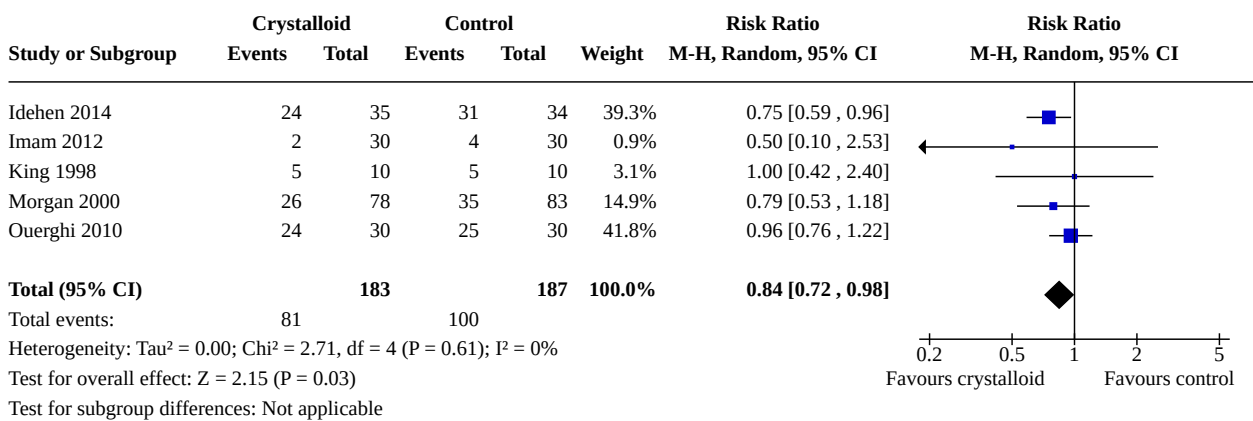 Crystalloid Control Risk Ratio Risk Ratio
Study or Subgroup Events Total Events Total Weight M-H, Random, 95% CI M-H, Random, 95% CI
Idehen 2014 24 35 31 34 39.3% 0.75 [0.59 , 0.96]
Imam 2012 2 30 4 30 0.9% 0.50 [0.10 , 2.53]
King 1998 5 10 5 10 3.1% 1.00 [0.42 , 2.40]
Morgan 2000 26 78 35 83 14.9% 0.79 [0.53 , 1.18]
Ouerghi 2010 24 30 25 30 41.8% 0.96 [0.76 , 1.22]
Total (95% CI) 183 187 100.0% 0.84 [0.72 , 0.98]
Total events: 81 100
Heterogeneity: Tau² = 0.00; Chi² = 2.71, df = 4 (P = 0.61); I² = 0%
0.2 0.5 1 2 5
Test for overall effect: Z = 2.15 (P = 0.03) Favours crystalloid Favours control
Test for subgroup differences: Not applicable